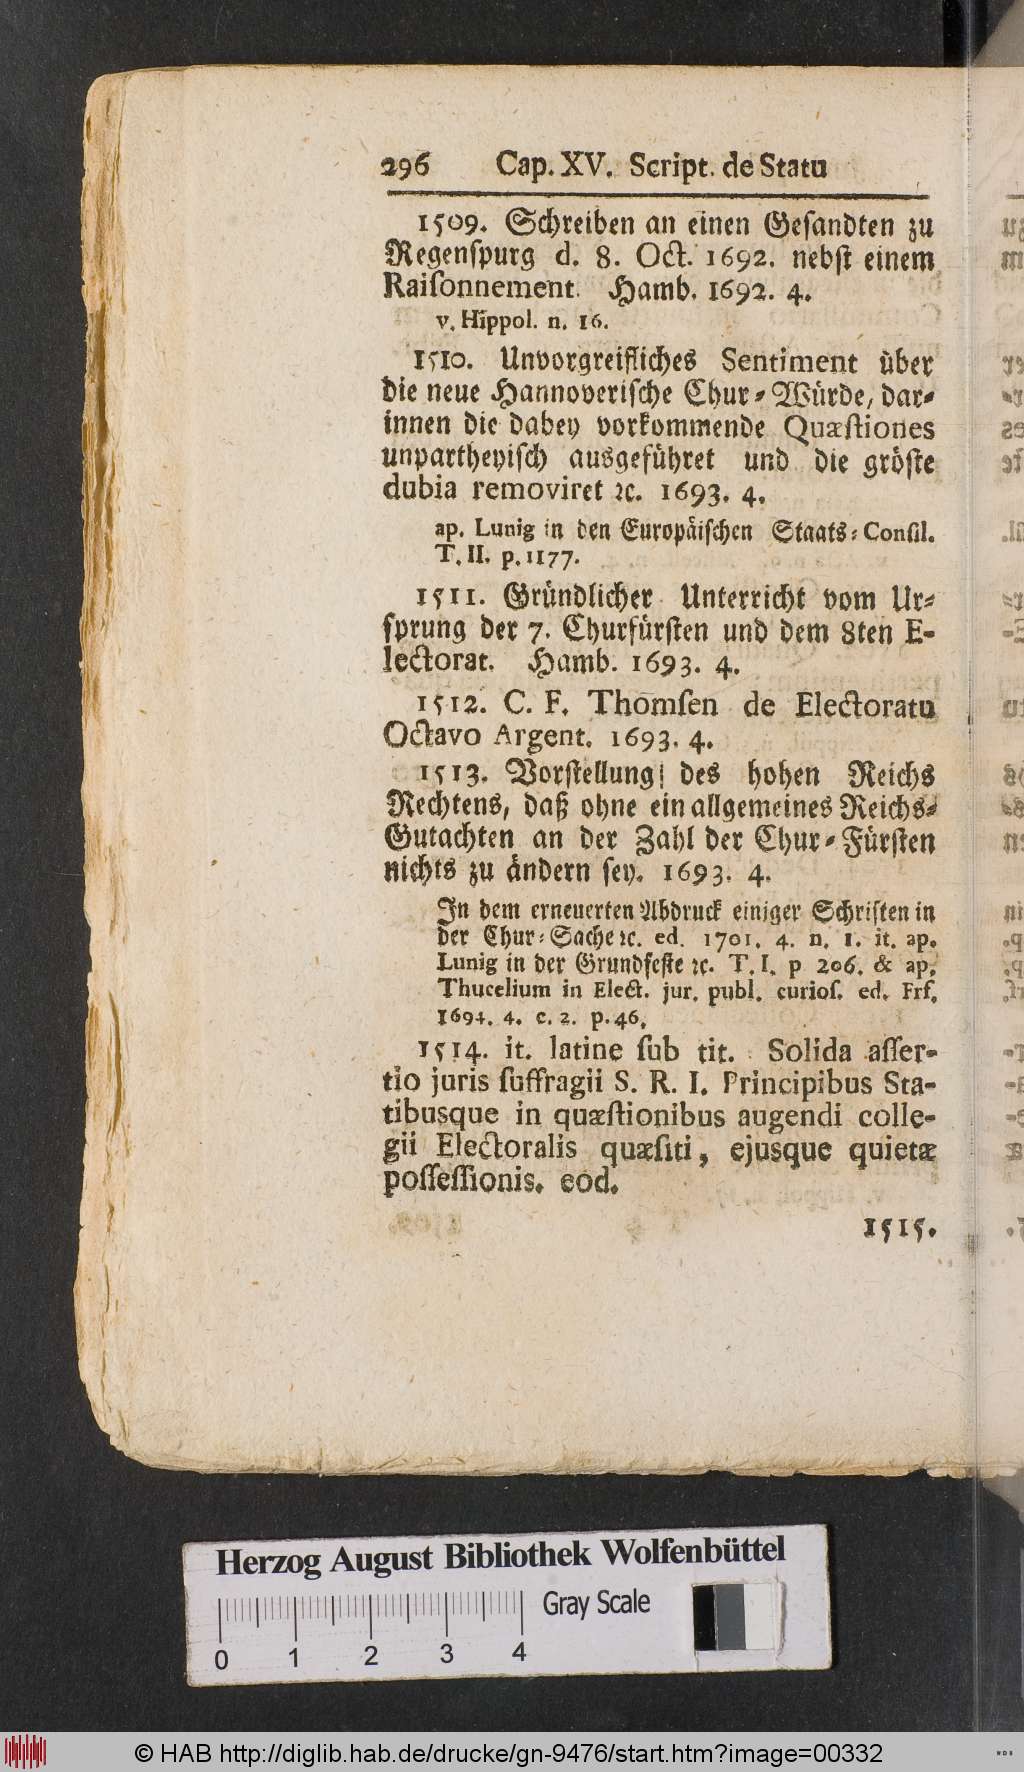 296 Cap. XV. Script. de Statu
1509. Schreiben an einen Gesandten zu
Regenspurg d. 8. Oct. 1692. nebst einem
Raiſonnement. Hamb. 1692. 4.
v. Hippol. n. 16.
1510. Unvorgreifliches Sentiment über
die neue Hannoverische Chur-Würde, dar-
innen die dabey vorkommende Quæſtiones
unpartheyisch ausgeführet und die gröste
dubia removiret ꝛc. 1693. 4.
ap. Lunig in den Europäischen Staats-Conſil.
T. II. p. 1177.
1511. Gründlicher Unterricht vom Ur-
sprung der 7. Churfürsten und dem 8ten E-
lectorat. Hamb. 1693. 4.
1512. C. F. Thomſen de Electoratu
Octavo Argent. 1693. 4.
1513. Vorstellung des hohen Reichs
Rechtens, daß ohne ein allgemeines Reichs-
Gutachten an der Zahl der Chur-Fürsten
nichts zu ändern sey. 1693. 4.
In dem erneuerten Abdruck einiger Schriften in
der Chur-Sache ꝛc. ed. 1701. 4. n. 1. it. ap.
Lunig in der Grundfeste ꝛc. T. I. p 206. & ap.
Thucelium in Elect. jur. publ. curioſ. ed. Frf.
1694. 4. c. 2. p. 46.
1514. it. latine ſub tit. Solida aſſer-
tio juris ſuffragii S. R. I. Principibus Sta-
tibusque in quæſtionibus augendi colle-
gii Electoralis quæſiti, ejusque quietæ
poſſeſſionis. eod.
1515.
Herzog August Bibliothek Wolfenbüttel
Gray Scale
0 1 2 3 4
© HAB http://diglib.hab.de/drucke/gn-9476/start.htm?image=00332